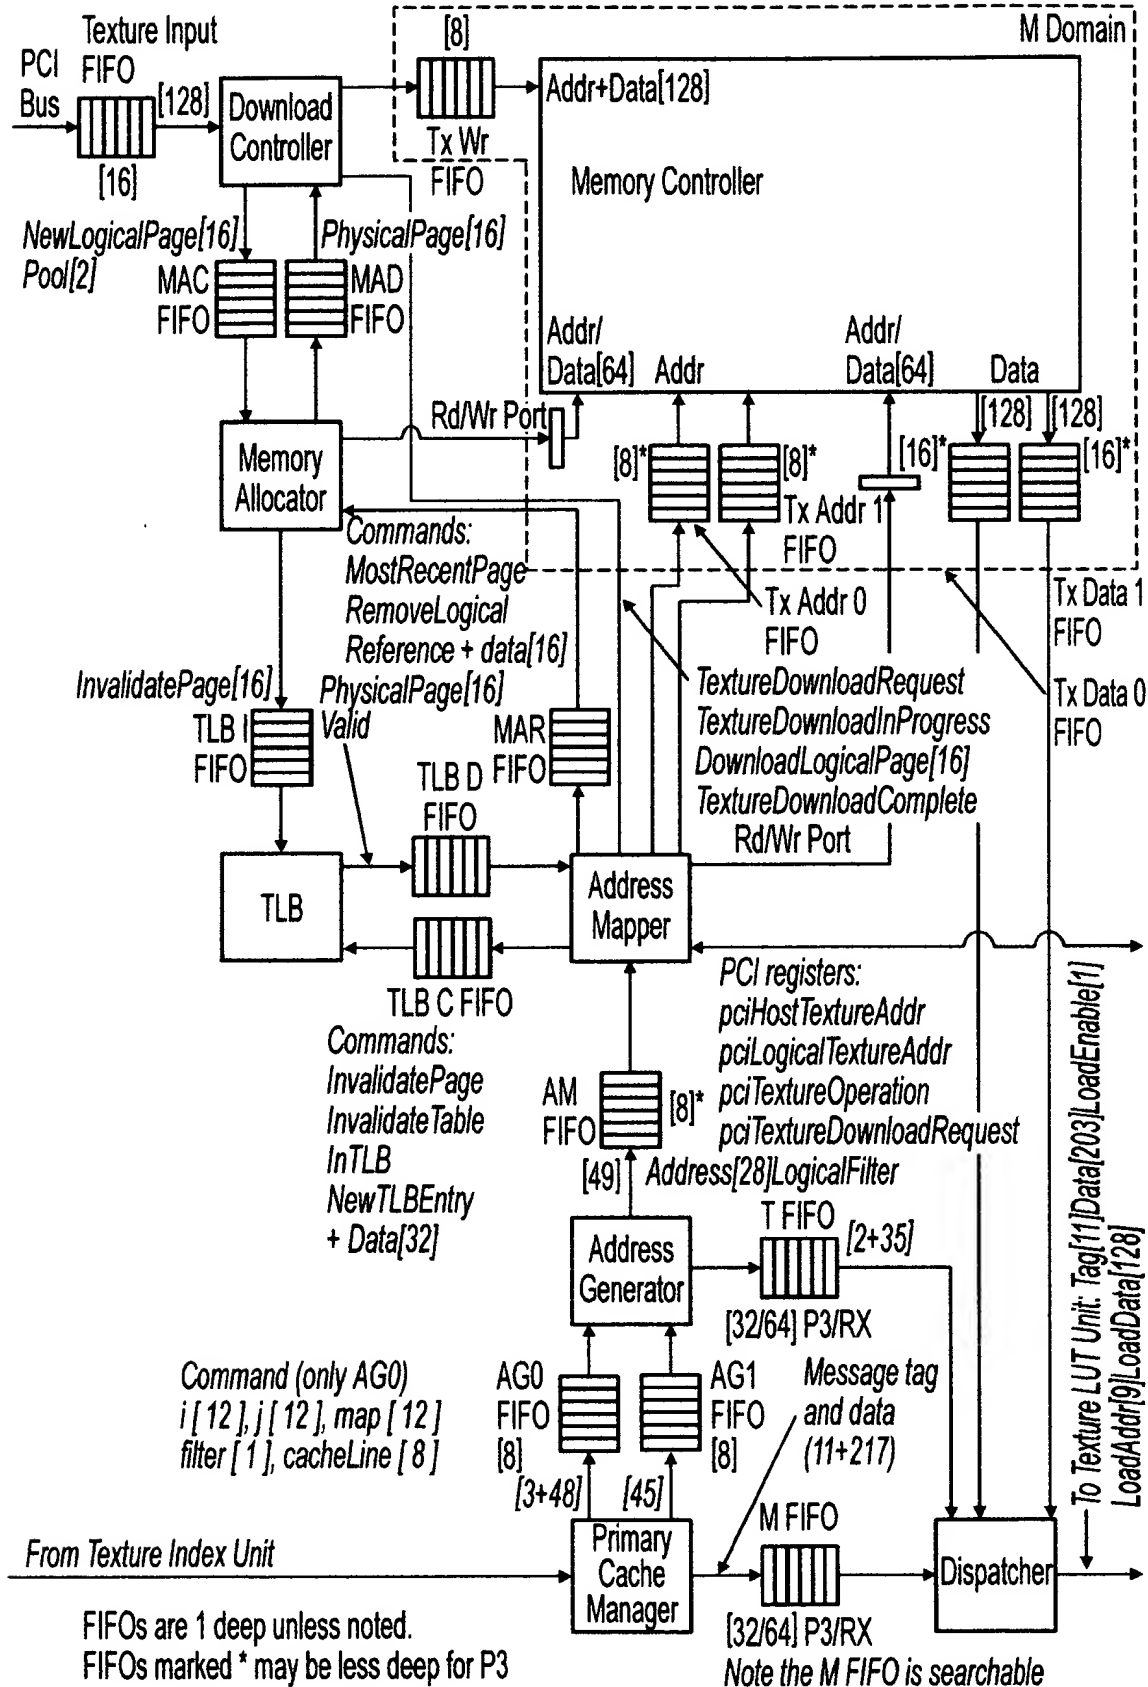 Texture Input
FIFO
PCI
Bus
[128]
[16]
Download
Controller
[8]
Tx Wr
FIFO
M Domain
Addr+Data[128]
Memory Controller
NewLogicalPage[16]
Pool[2]
PhysicalPage[16]
MAC
FIFO
MAD
FIFO
Addr/
Data[64]
Addr
Addr/
Data[64]
Data
Rd/Wr Port
[128]
[128]
[8]*
[8]*
[16]*
[16]*
Memory
Allocator
Tx Addr 1
FIFO
Commands:
MostRecentPage
RemoveLogical
Reference + data[16]
Tx Addr 0
FIFO
Tx Data 1
FIFO
Tx Data 0
FIFO
InvalidatePage[16]
TLB I
FIFO
PhysicalPage[16]
Valid
MAR
FIFO
TextureDownloadRequest
TextureDownloadInProgress
DownloadLogicalPage[16]
TextureDownloadComplete
Rd/Wr Port
TLB D
FIFO
TLB
Address
Mapper
TLB C FIFO
Commands:
InvalidatePage
InvalidateTable
InTLB
NewTLBEntry
+ Data[32]
PCI registers:
pciHostTextureAddr
pciLogicalTextureAddr
pciTextureOperation
pciTextureDownloadRequest
AM
FIFO
[8]*
[49]
Address[28]LogicalFilter
Address
Generator
T FIFO
[2+35]
[32/64] P3/RX
To Texture LUT Unit: Tag[11]Data[203]LoadEnable[1]
LoadAddr[9]LoadData[128]
Command (only AG0)
i [ 12 ], j [ 12 ], map [ 12 ]
filter [ 1 ], cacheLine [ 8 ]
AG0
FIFO
[8]
AG1
FIFO
[8]
Message tag
and data
(11+217)
[3+48]
[45]
From Texture Index Unit
Primary
Cache
Manager
M FIFO
Dispatcher
[32/64] P3/RX
Note the M FIFO is searchable
FIFOs are 1 deep unless noted.
FIFOs marked * may be less deep for P3